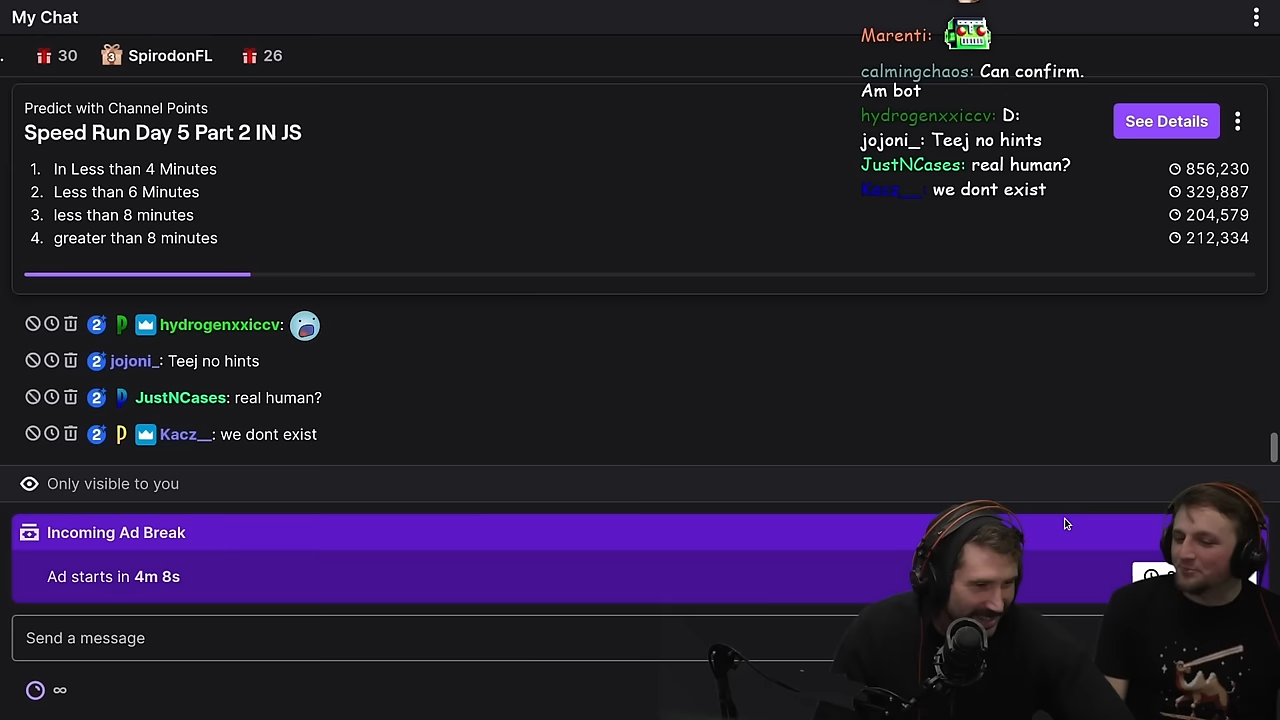 My Chat
30 SpirodonFL 26
Marenti:
calmingchaos: Can confirm.
Am bot
hydrogenxxiccv: D:
jojoni_: Teej no hints
JustNCases: real human?
Kacz__: we dont exist
Predict with Channel Points
Speed Run Day 5 Part 2 IN JS
See Details
1. In Less than 4 Minutes 856,230
2. Less than 6 Minutes 329,887
3. less than 8 minutes 204,579
4. greater than 8 minutes 212,334
hydrogenxxiccv:
jojoni_: Teej no hints
JustNCases: real human?
Kacz__: we dont exist
Only visible to you
Incoming Ad Break
Ad starts in 4m 8s
Send a message
∞